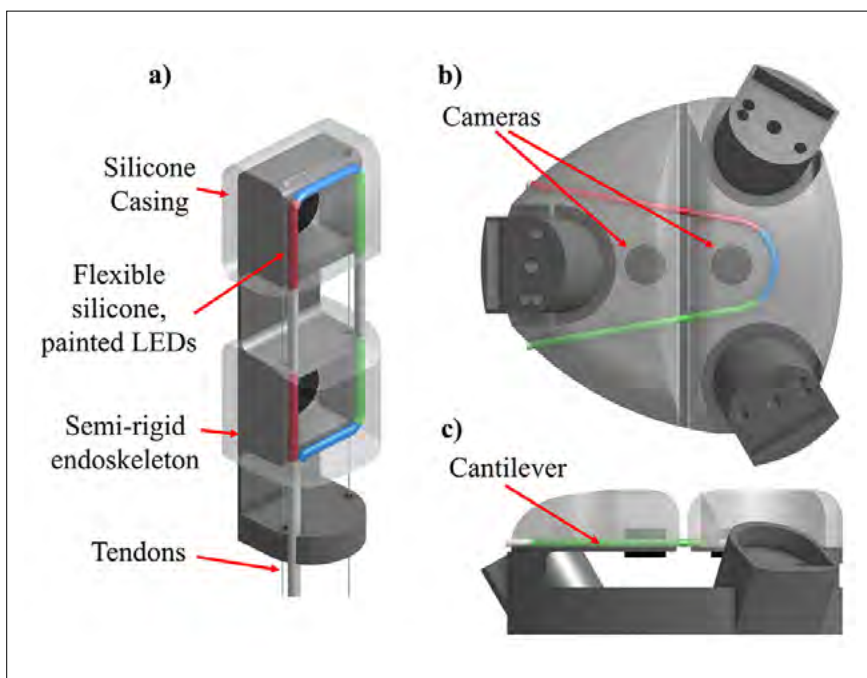 a)
Silicone
Casing
Flexible
silicone,
painted LEDs
Semi-rigid
endoskeleton
Tendons
b)
Cameras
c)
Cantilever